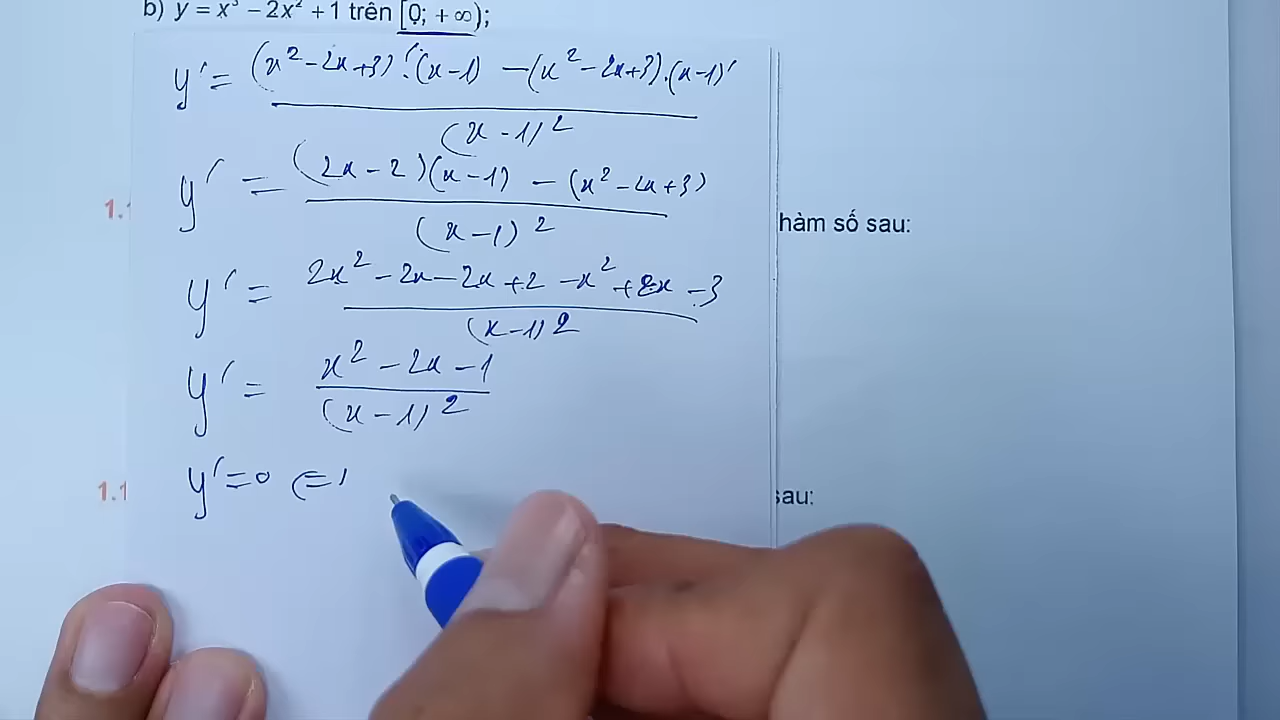 b) y = x³ − 2x² + 1 trên [0; + ∞);
y' = (x² − 2x + 3)'.(x − 1) − (x² − 2x + 3).(x − 1)' / (x − 1)²
1.1
y' = (2x − 2)(x − 1) − (x² − 2x + 3) / (x − 1)²
hàm số sau:
y' = 2x² − 2x − 2x + 2 − x² + 2x − 3 / (x − 1)²
y' = x² − 2x − 1 / (x − 1)²
y' = 0 (=)
1.1
sau: